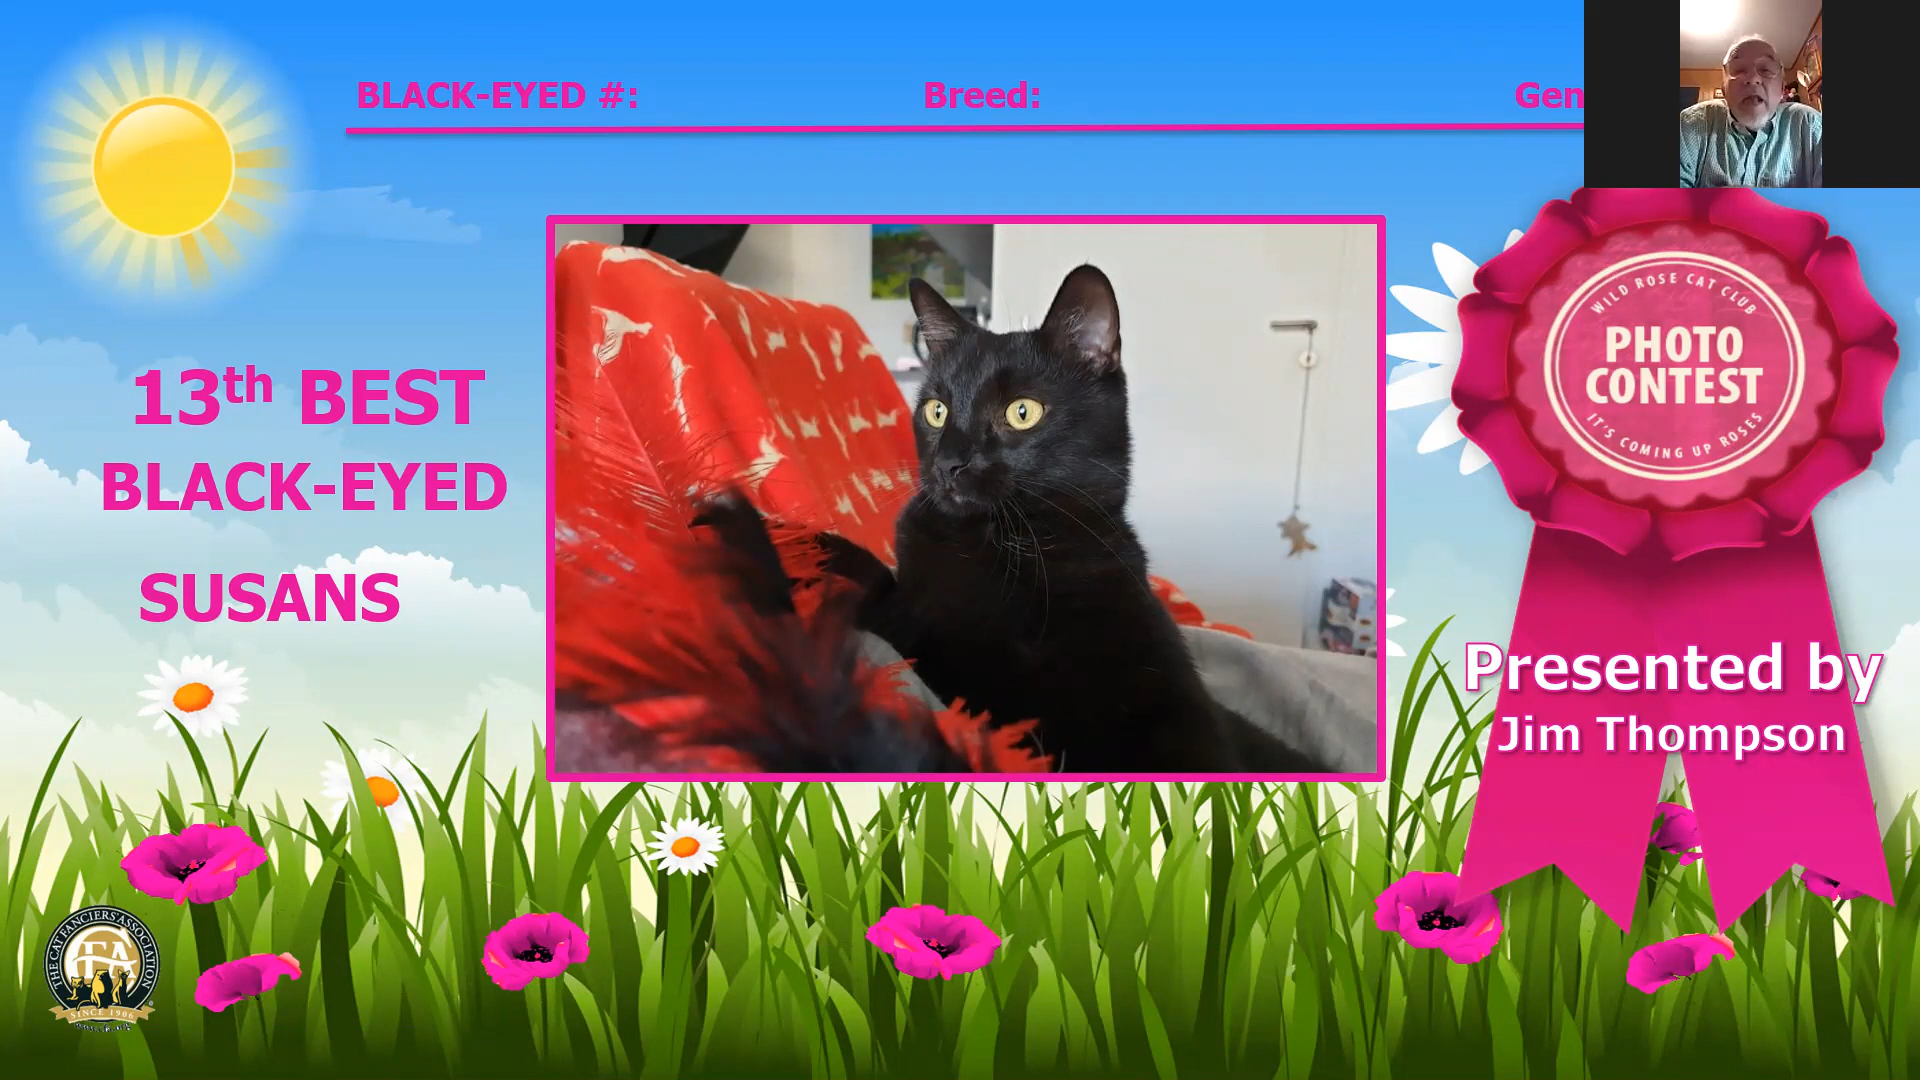 BLACK-EYED #:
Breed:
Gen
13th BEST
BLACK-EYED
SUSANS
WILD ROSE CAT CLUB
PHOTO
CONTEST
IT'S COMING UP ROSES
Presented by
Jim Thompson
THE CAT FANCIERS' ASSOCIATION
CFA
SINCE 1906